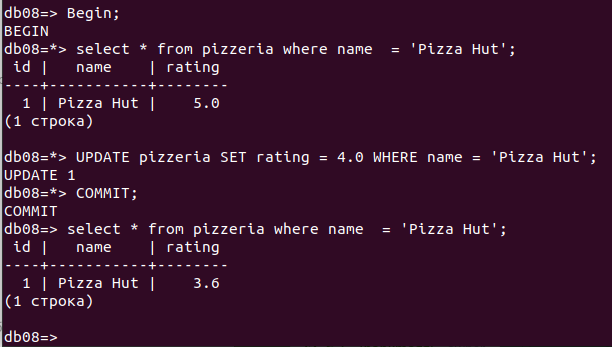 db08=> Begin;
BEGIN
db08=*> select * from pizzeria where name  = 'Pizza Hut';
 id |   name    | rating
----+-----------+--------
  1 | Pizza Hut |    5.0
(1 строка)

db08=*> UPDATE pizzeria SET rating = 4.0 WHERE name = 'Pizza Hut';
UPDATE 1
db08=*> COMMIT;
COMMIT
db08=> select * from pizzeria where name  = 'Pizza Hut';
 id |   name    | rating
----+-----------+--------
  1 | Pizza Hut |    3.6
(1 строка)

db08=>